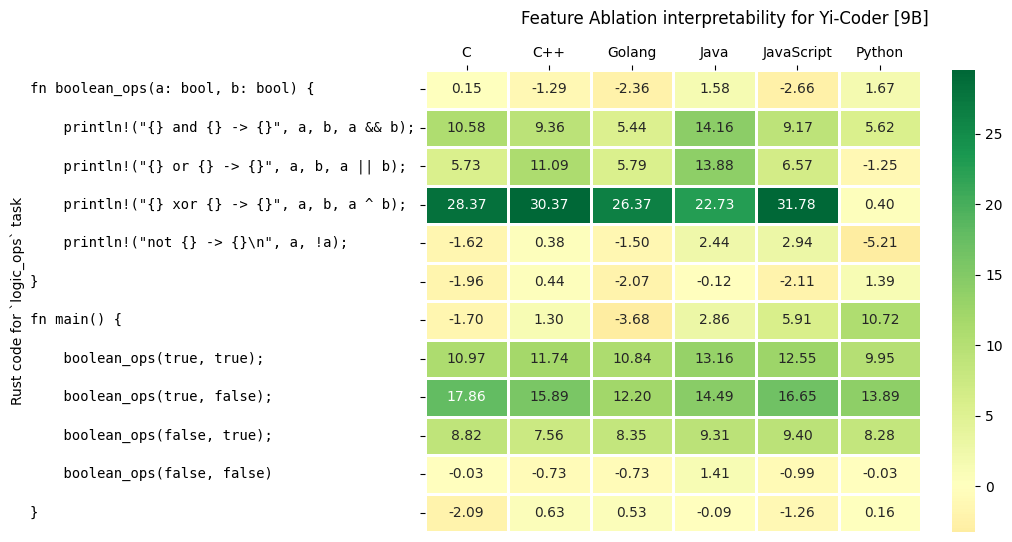 Feature Ablation interpretability for Yi-Coder [9B]
C C++ Golang Java JavaScript Python
Rust code for `logic_ops` task
fn boolean_ops(a: bool, b: bool) { 0.15 -1.29 -2.36 1.58 -2.66 1.67
println!("{} and {} -> {}", a, b, a && b); 10.58 9.36 5.44 14.16 9.17 5.62
println!("{} or {} -> {}", a, b, a || b); 5.73 11.09 5.79 13.88 6.57 -1.25
println!("{} xor {} -> {}", a, b, a ^ b); 28.37 30.37 26.37 22.73 31.78 0.40
println!("not {} -> {}\n", a, !a); -1.62 0.38 -1.50 2.44 2.94 -5.21
} -1.96 0.44 -2.07 -0.12 -2.11 1.39
fn main() { -1.70 1.30 -3.68 2.86 5.91 10.72
boolean_ops(true, true); 10.97 11.74 10.84 13.16 12.55 9.95
boolean_ops(true, false); 17.86 15.89 12.20 14.49 16.65 13.89
boolean_ops(false, true); 8.82 7.56 8.35 9.31 9.40 8.28
boolean_ops(false, false) -0.03 -0.73 -0.73 1.41 -0.99 -0.03
} -2.09 0.63 0.53 -0.09 -1.26 0.16
25
20
15
10
5
0